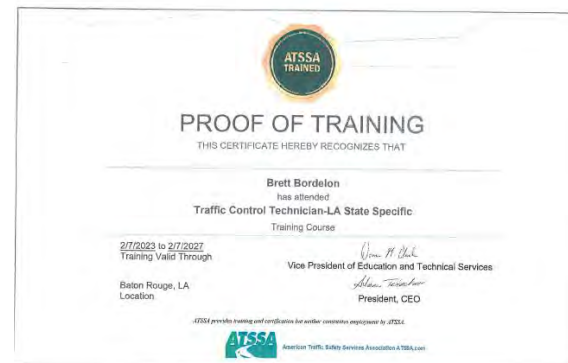 ATSSA
TRAINED
PROOF OF TRAINING
THIS CERTIFICATE HEREBY RECOGNIZES THAT
Brett Bordelon
has attended
Traffic Control Technician-LA State Specific
Training Course
2/7/2023 to 2/7/2027
Training Valid Through
Vice President of Education and Technical Services
Baton Rouge, LA
Location
President, CEO
ATSSA provides training and certification but neither constitutes employment by ATSSA.
ATSSA
American Traffic Safety Services Association ATSSA.com